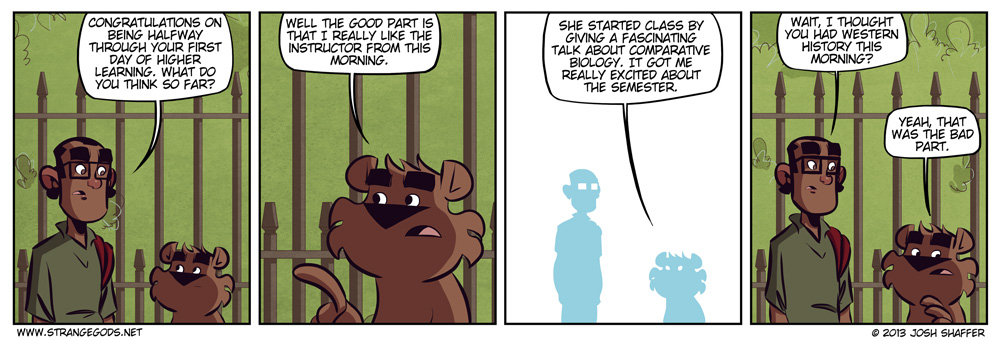 CONGRATULATIONS ON
BEING HALFWAY
THROUGH YOUR FIRST
DAY OF HIGHER
LEARNING. WHAT DO
YOU THINK SO FAR?
WELL THE GOOD PART IS
THAT I REALLY LIKE THE
INSTRUCTOR FROM THIS
MORNING.
SHE STARTED CLASS BY
GIVING A FASCINATING
TALK ABOUT COMPARATIVE
BIOLOGY. IT GOT ME
REALLY EXCITED ABOUT
THE SEMESTER.
WAIT, I THOUGHT
YOU HAD WESTERN
HISTORY THIS
MORNING?
YEAH, THAT
WAS THE BAD
PART.
WWW.STRANGEGODS.NET
© 2013 JOSH SHAFFER